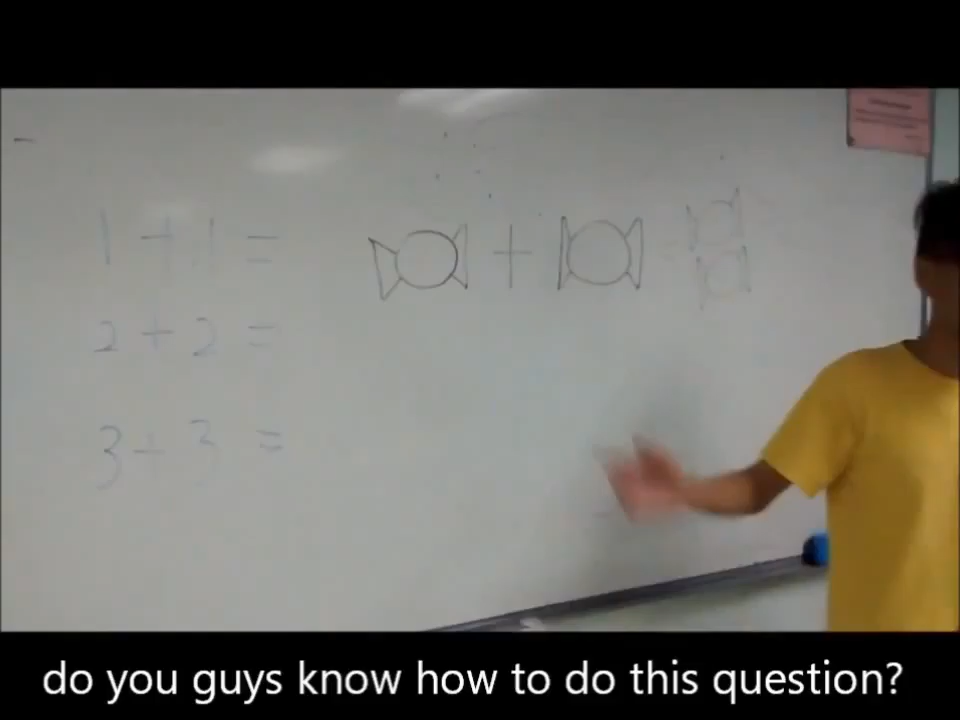 1 + 1 =
2 + 2 =
3 + 3 =
+
do you guys know how to do this question?